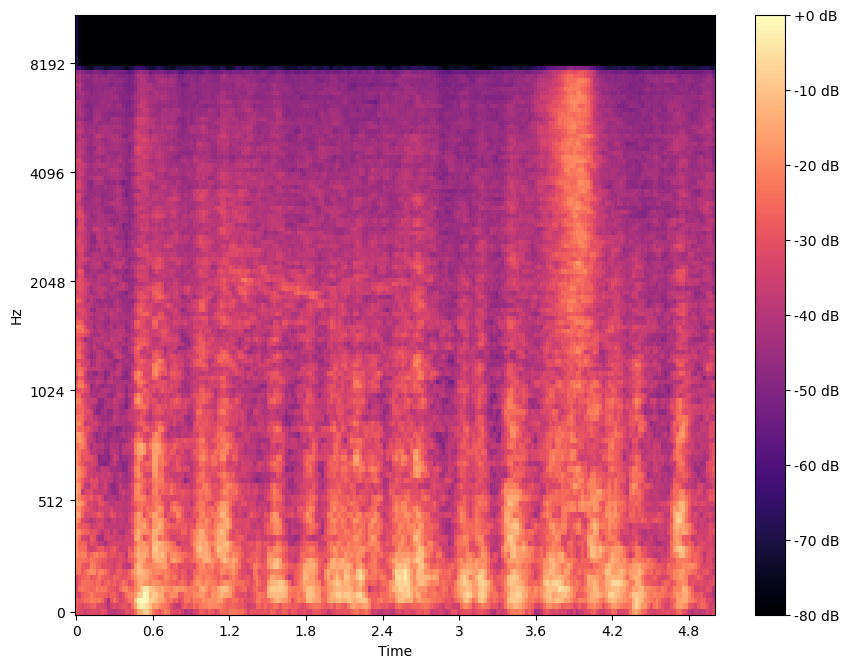 +0 dB
8192
-10 dB
4096
-20 dB
-30 dB
2048
Hz
-40 dB
1024
-50 dB
-60 dB
512
-70 dB
0
-80 dB
0 0.6 1.2 1.8 2.4 3 3.6 4.2 4.8
Time